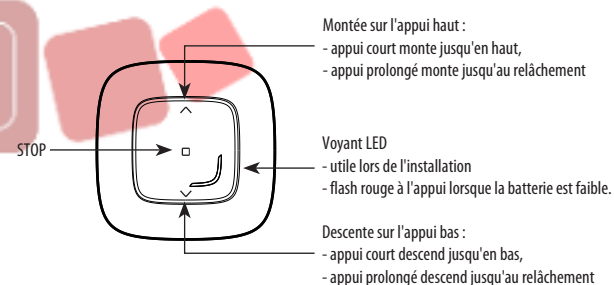 Montée sur l'appui haut :
- appui court monte jusqu'en haut,
- appui prolongé monte jusqu'au relâchement
STOP
Voyant LED
- utile lors de l'installation
- flash rouge à l'appui lorsque la batterie est faible.
Descente sur l'appui bas :
- appui court descend jusqu'en bas,
- appui prolongé descend jusqu'au relâchement